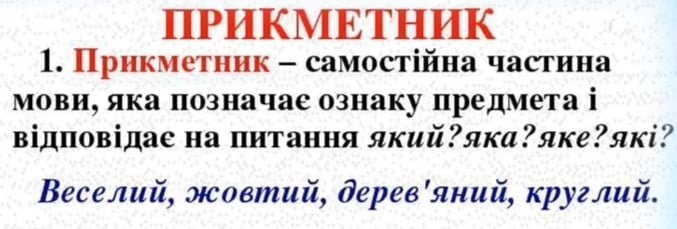 ПРИКМЕТНИК
1. Прикметник – самостійна частина
мови, яка позначає ознаку предмета і
відповідає на питання який?яка?яке?які?
Веселий, жовтий, дерев'яний, круглий.